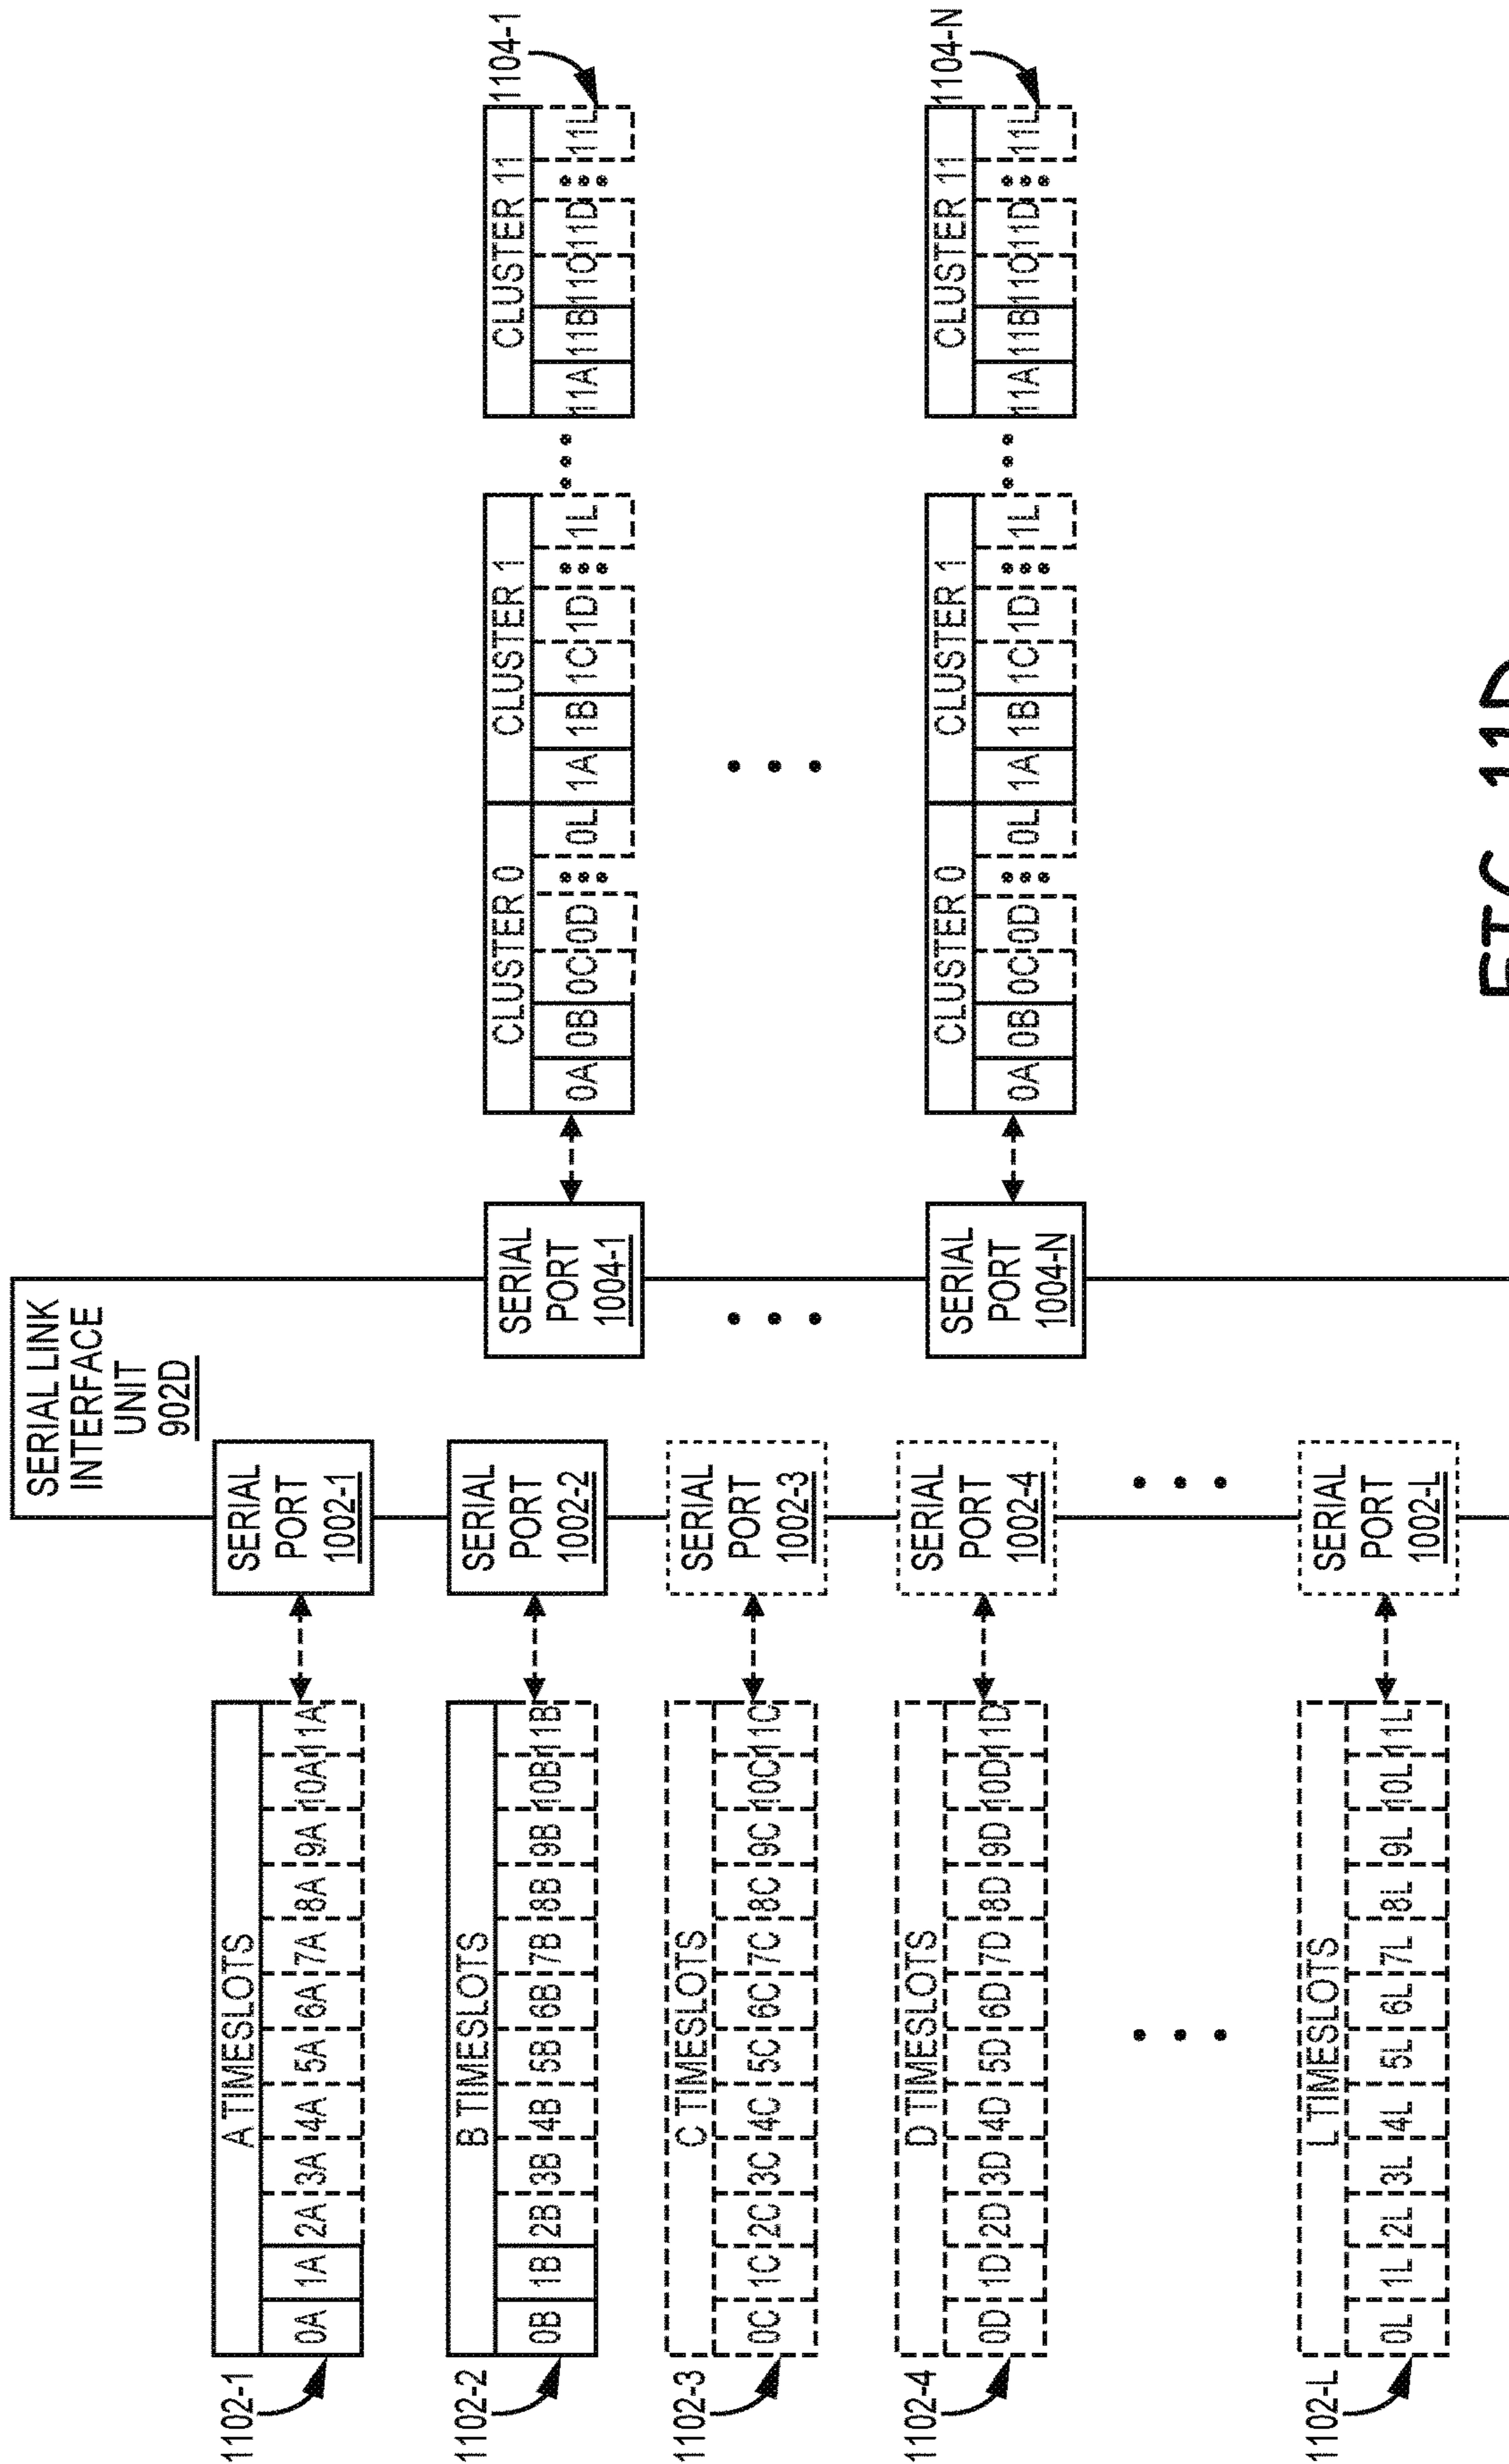 SERIAL LINK
INTERFACE
UNIT
902D
1102-1
A TIMESLOTS
0A 1A 2A 3A 4A 5A 6A 7A 8A 9A 10A 11A
SERIAL
PORT
1002-1
1102-2
B TIMESLOTS
0B 1B 2B 3B 4B 5B 6B 7B 8B 9B 10B 11B
SERIAL
PORT
1002-2
1102-3
C TIMESLOTS
0C 1C 2C 3C 4C 5C 6C 7C 8C 9C 10C 11C
SERIAL
PORT
1002-3
1102-4
D TIMESLOTS
0D 1D 2D 3D 4D 5D 6D 7D 8D 9D 10D 11D
SERIAL
PORT
1002-4
1102-L
L TIMESLOTS
0L 1L 2L 3L 4L 5L 6L 7L 8L 9L 10L 11L
SERIAL
PORT
1002-L
SERIAL
PORT
1004-1
CLUSTER 0 CLUSTER 1 CLUSTER 11
0A 0B 0C 0D 0L 1A 1B 1C 1D 1L 11A 11B 11C 11D 11L
1104-1
SERIAL
PORT
1004-N
CLUSTER 0 CLUSTER 1 CLUSTER 11
0A 0B 0C 0D 0L 1A 1B 1C 1D 1L 11A 11B 11C 11D 11L
1104-N